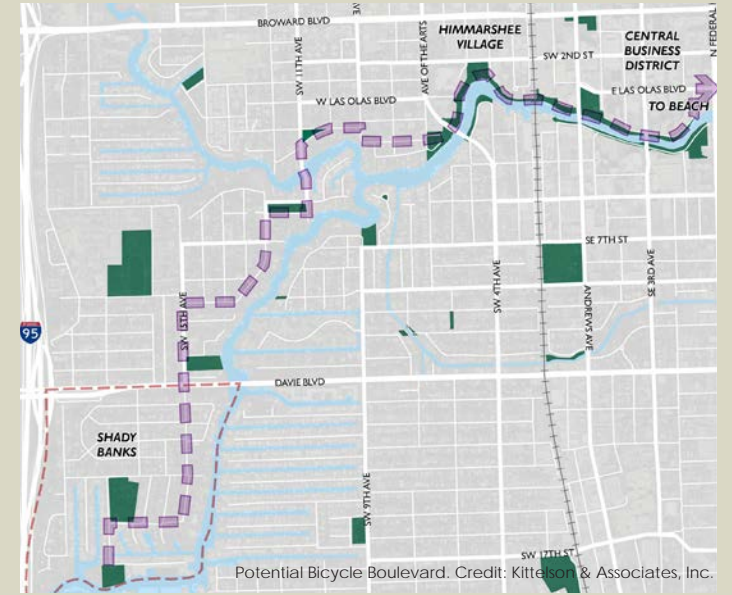 BROWARD BLVD
VE
SW 11TH AVE
AVE OF THE ARTS
HIMMARSHEE
VILLAGE
SW 2ND ST
CENTRAL
BUSINESS
DISTRICT
N FEDERAL
W LAS OLAS BLVD
E LAS OLAS BLVD
TO BEACH
SE 7TH ST
SE 3RD AVE
SW 4TH AVE
ANDREWS AVE
SW 15TH AVE
95
DAVIE BLVD
SHADY
BANKS
SW 9TH AVE
SW 17TH ST
Potential Bicycle Boulevard. Credit: Kittelson & Associates, Inc.